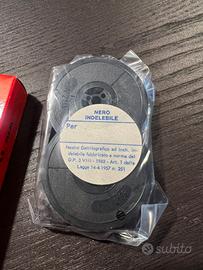 NERO
INDELEBILE
Per
Nastro Dattilografico ad Inch. In-
delebile fabbricato a norma del
D.P. 3 VIII - 1962 - Art. 1 della
Legge 14-4-1957 n. 251
subito